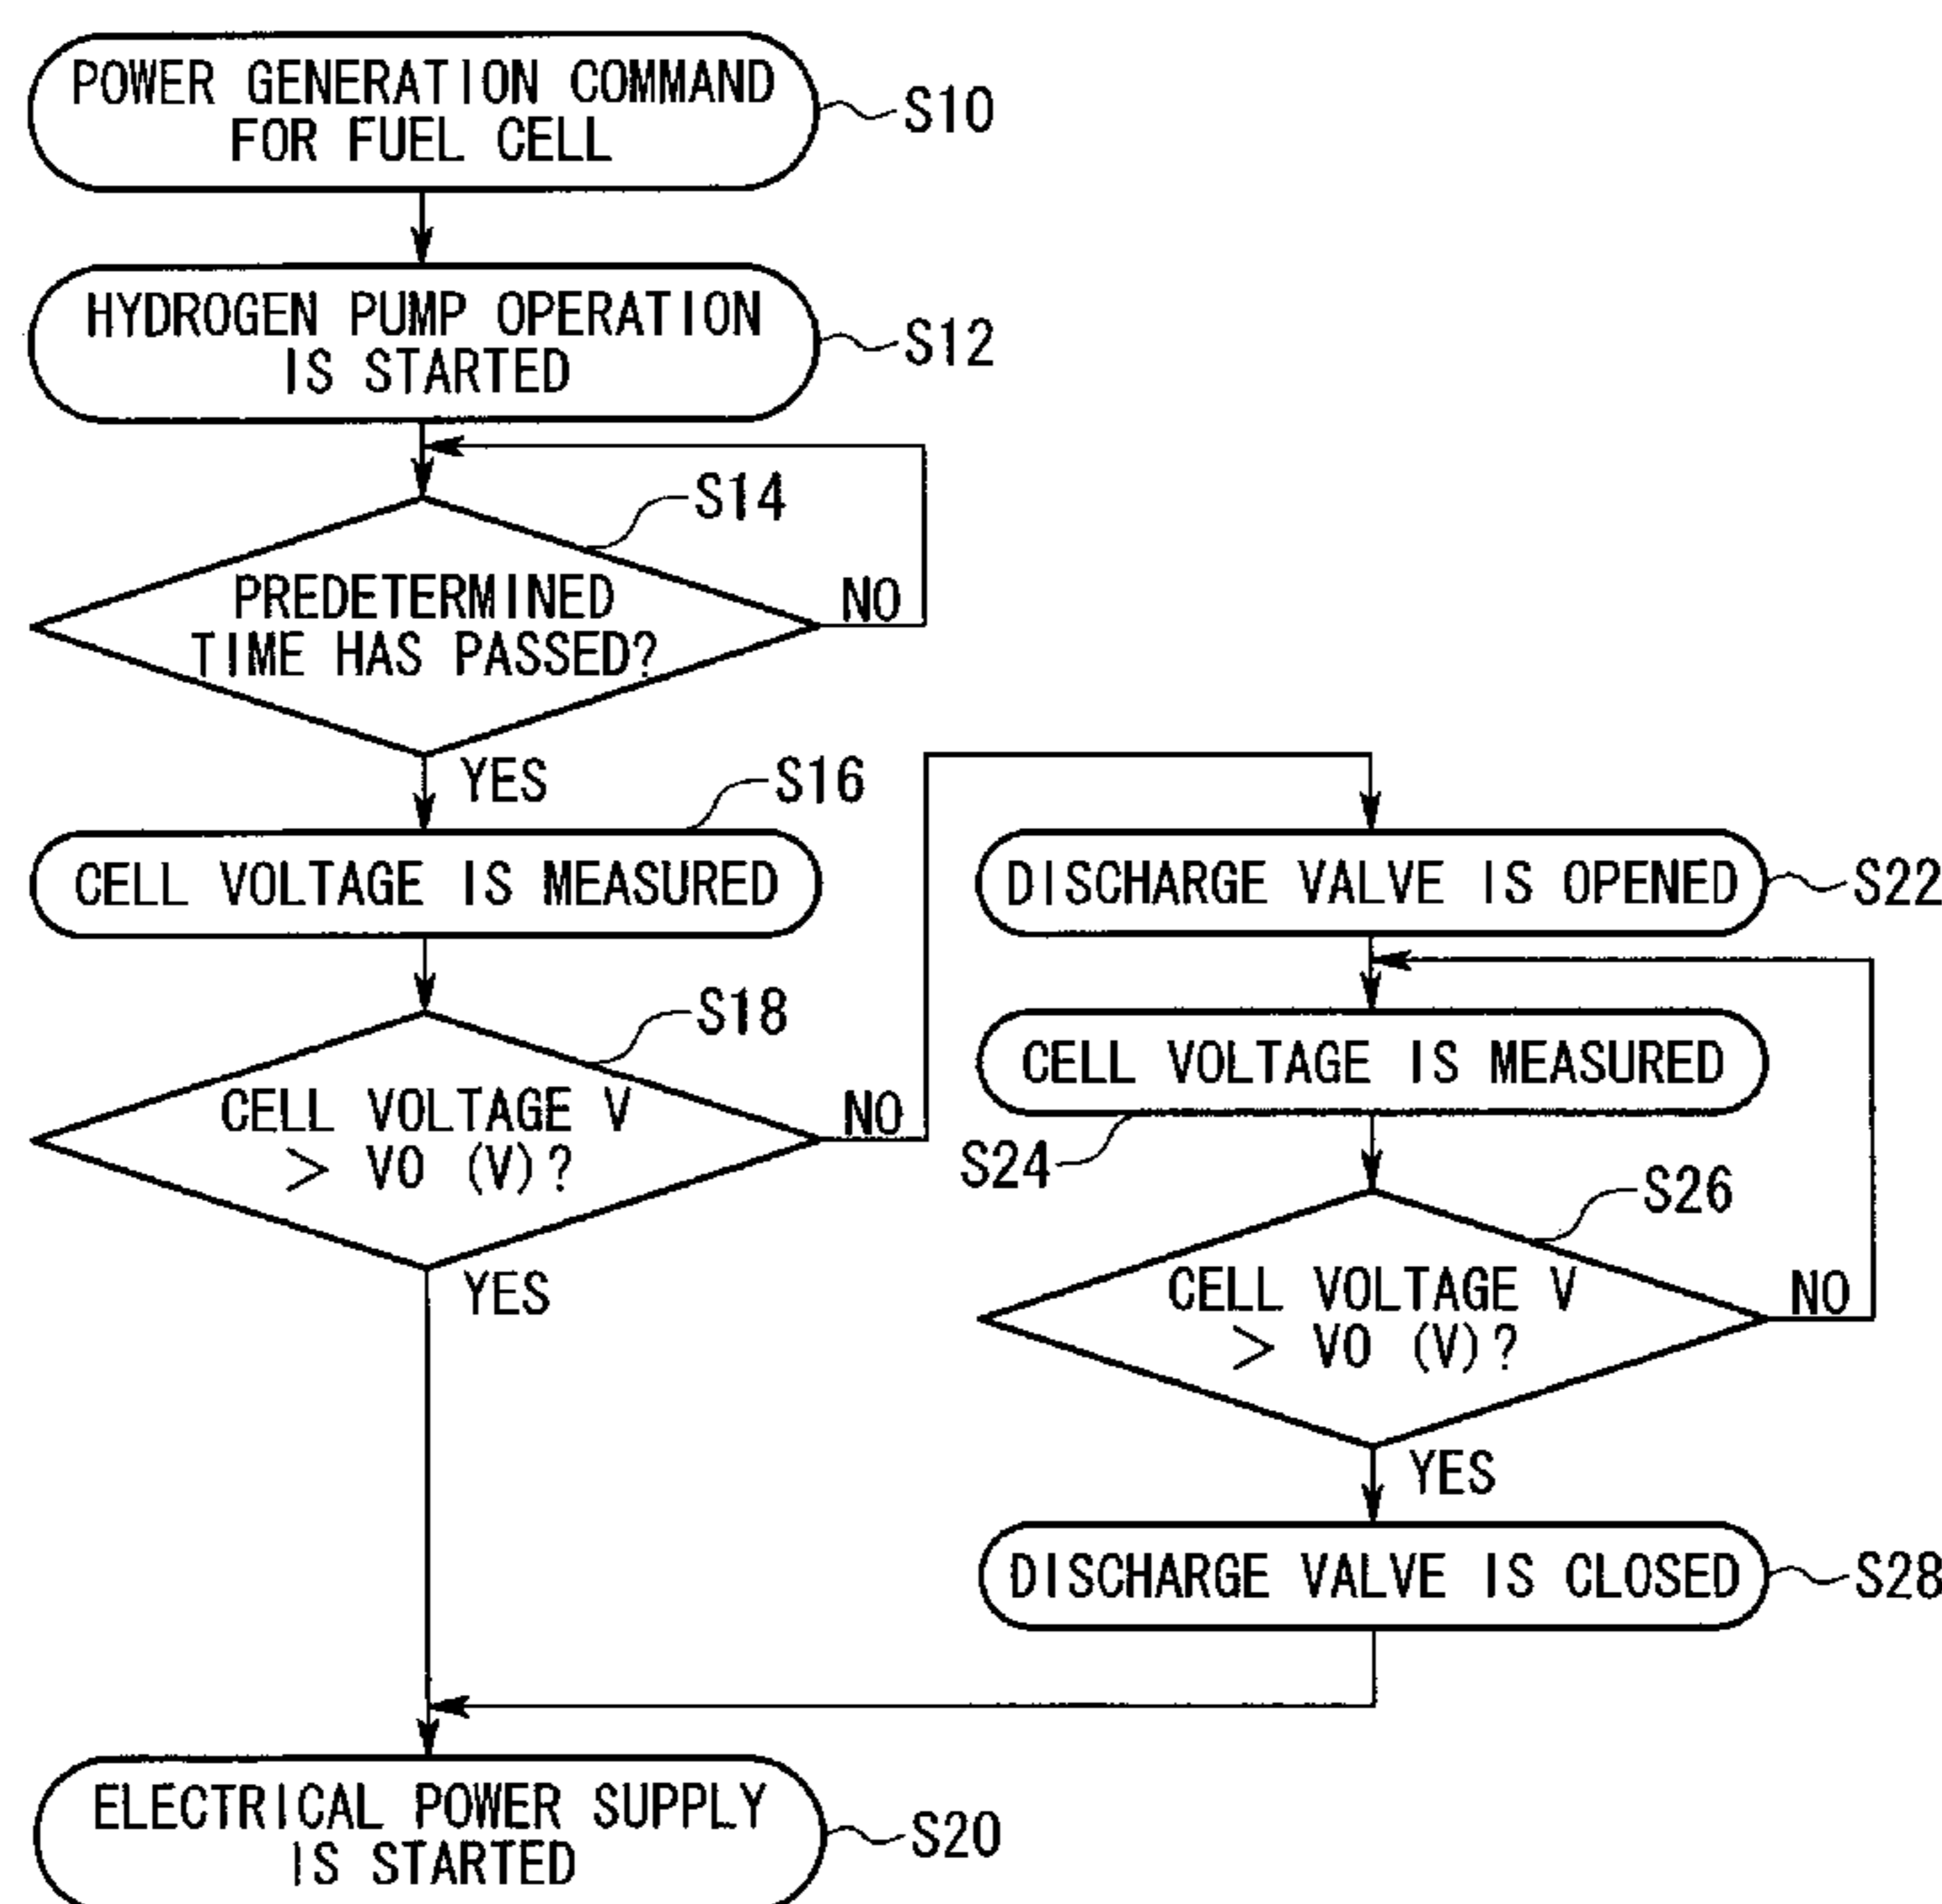 POWER GENERATION COMMAND
FOR FUEL CELL
S10
HYDROGEN PUMP OPERATION
IS STARTED
S12
S14
PREDETERMINED
TIME HAS PASSED?
NO
YES
S16
CELL VOLTAGE IS MEASURED
S18
CELL VOLTAGE V
> V0 (V)?
NO
YES
DISCHARGE VALVE IS OPENED
S22
CELL VOLTAGE IS MEASURED
S24
S26
CELL VOLTAGE V
> V0 (V)?
NO
YES
DISCHARGE VALVE IS CLOSED
S28
ELECTRICAL POWER SUPPLY
IS STARTED
S20